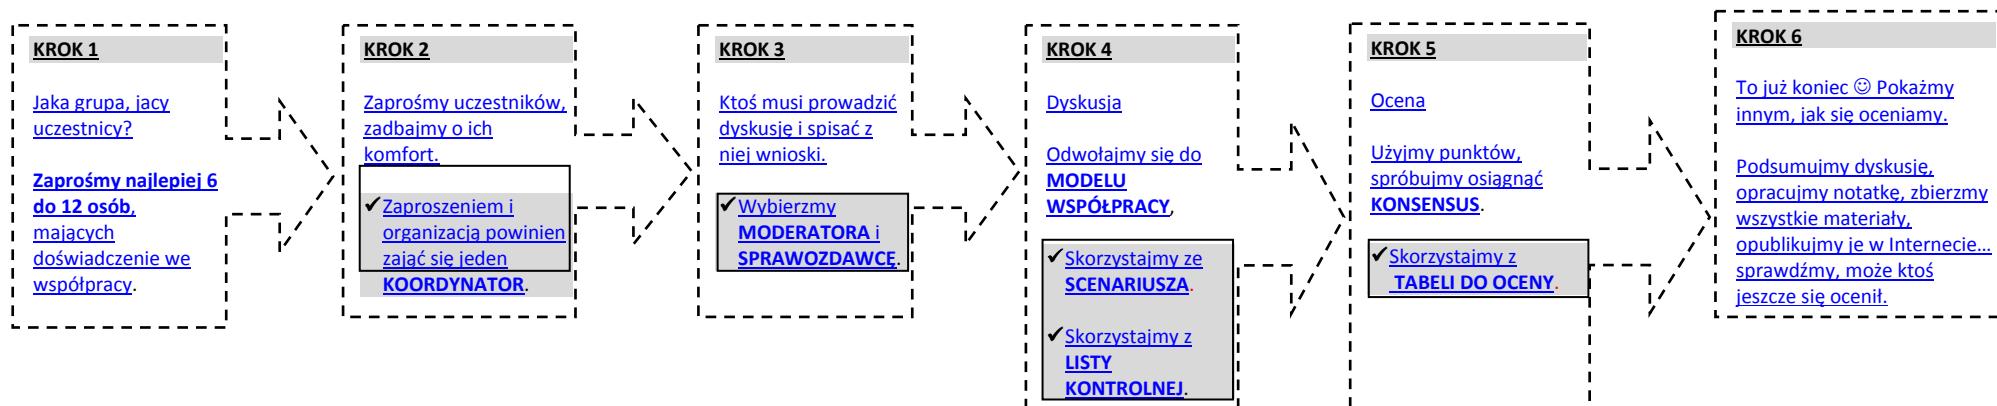 KROK 1
Jaka grupa, jacy
uczestnicy?
Zaprośmy najlepiej 6
do 12 osób,
mających
doświadczenie we
współpracy.
KROK 2
Zaprośmy uczestników,
zadbajmy o ich
komfort.
✓Zaproszeniem i
organizacją powinien
zająć się jeden
KOORDYNATOR.
KROK 3
Ktoś musi prowadzić
dyskusję i spisać z
niej wnioski.
✓Wybierzmy
MODERATORA i
SPRAWOZDAWCĘ.
KROK 4
Dyskusja
Odwołajmy się do
MODELU
WSPÓŁPRACY,
✓Skorzystajmy ze
SCENARIUSZA.
✓Skorzystajmy z
LISTY
KONTROLNEJ.
KROK 5
Ocena
Użyjmy punktów,
spróbujmy osiągnąć
KONSENSUS.
✓Skorzystajmy z
TABELI DO OCENY.
KROK 6
To już koniec ☺ Pokażmy
innym, jak się oceniamy.
Podsumujmy dyskusję,
opracujmy notatkę, zbierzmy
wszystkie materiały,
opublikujmy je w Internecie…
sprawdźmy, może ktoś
jeszcze się ocenił.